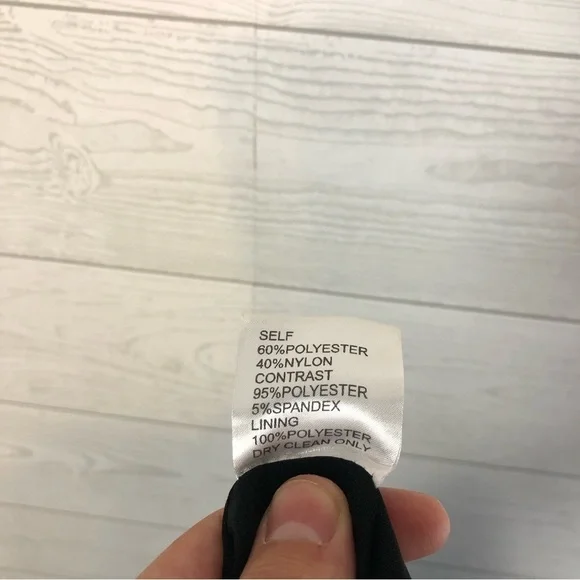 SELF
60%POLYESTER
40%NYLON
CONTRAST
95%POLYESTER
5%SPANDEX
LINING
100%POLYESTER
DRY CLEAN ONLY